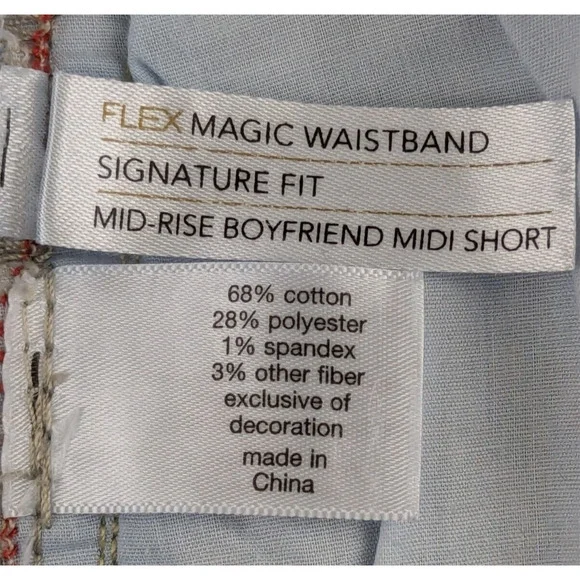 FLEX MAGIC WAISTBAND
SIGNATURE FIT
MID-RISE BOYFRIEND MIDI SHORT
68% cotton
28% polyester
1% spandex
3% other fiber
exclusive of
decoration
made in
China